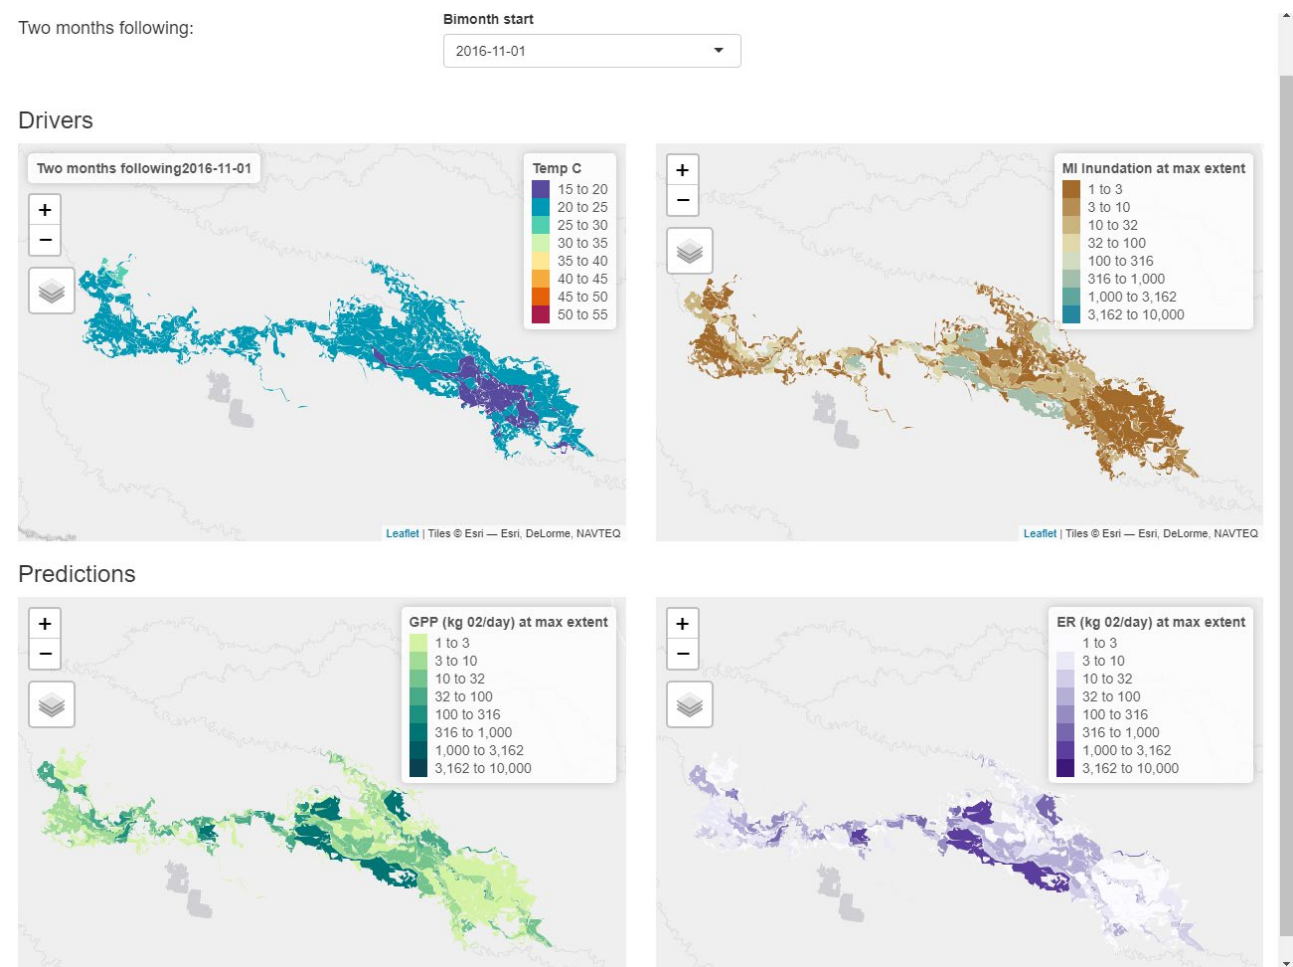 Two months following:
Bimonth start
2016-11-01
Drivers
Two months following2016-11-01
+
−
Temp C
15 to 20
20 to 25
25 to 30
30 to 35
35 to 40
40 to 45
45 to 50
50 to 55
Leaflet | Tiles © Esri — Esri, DeLorme, NAVTEQ
+
−
MI Inundation at max extent
1 to 3
3 to 10
10 to 32
32 to 100
100 to 316
316 to 1,000
1,000 to 3,162
3,162 to 10,000
Leaflet | Tiles © Esri — Esri, DeLorme, NAVTEQ
Predictions
+
−
GPP (kg 02/day) at max extent
1 to 3
3 to 10
10 to 32
32 to 100
100 to 316
316 to 1,000
1,000 to 3,162
3,162 to 10,000
+
−
ER (kg 02/day) at max extent
1 to 3
3 to 10
10 to 32
32 to 100
100 to 316
316 to 1,000
1,000 to 3,162
3,162 to 10,000